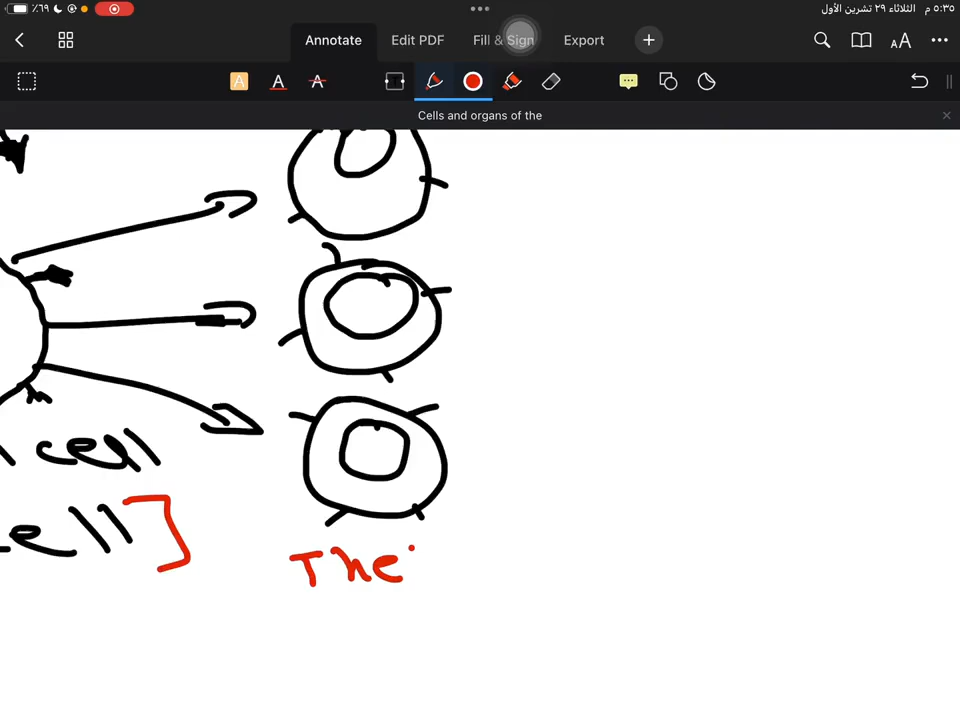 ٪٦٩ ٥:٣٥ م الثلاثاء ٢٩ تشرين الأول
Annotate Edit PDF Fill & Sign Export
A A A AA
Cells and organs of the
cell
cell]
The